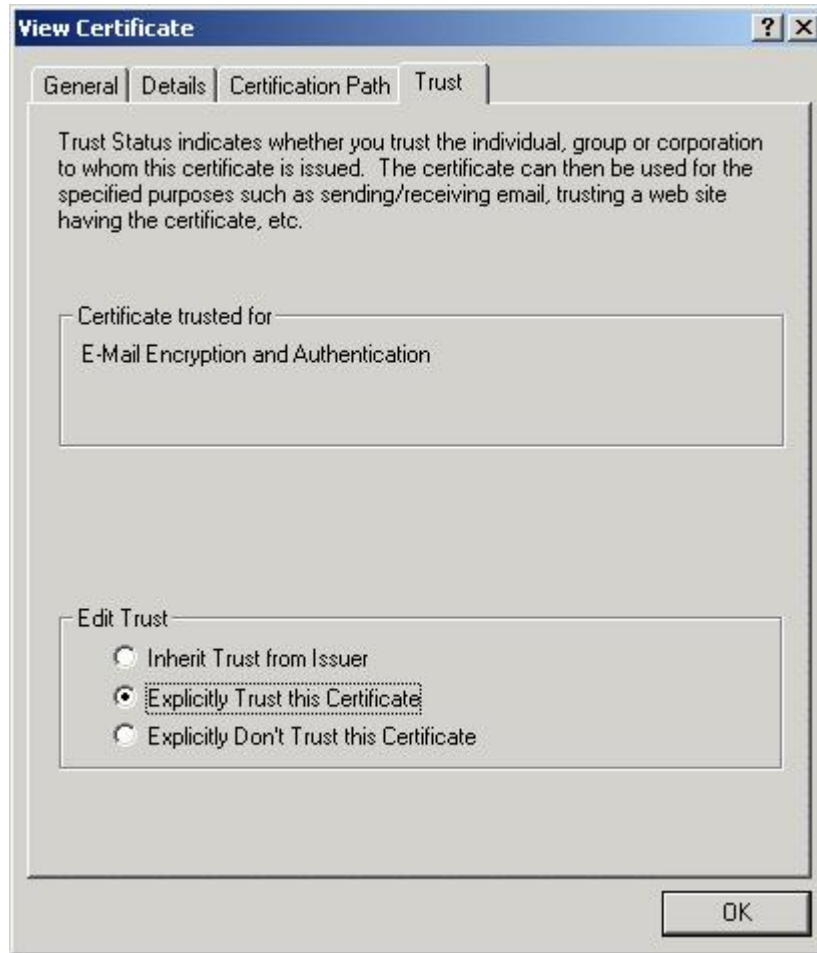 View Certificate
General Details Certification Path Trust
Trust Status indicates whether you trust the individual, group or corporation
to whom this certificate is issued. The certificate can then be used for the
specified purposes such as sending/receiving email, trusting a web site
having the certificate, etc.
Certificate trusted for
E-Mail Encryption and Authentication
Edit Trust
Inherit Trust from Issuer
Explicitly Trust this Certificate
Explicitly Don't Trust this Certificate
OK